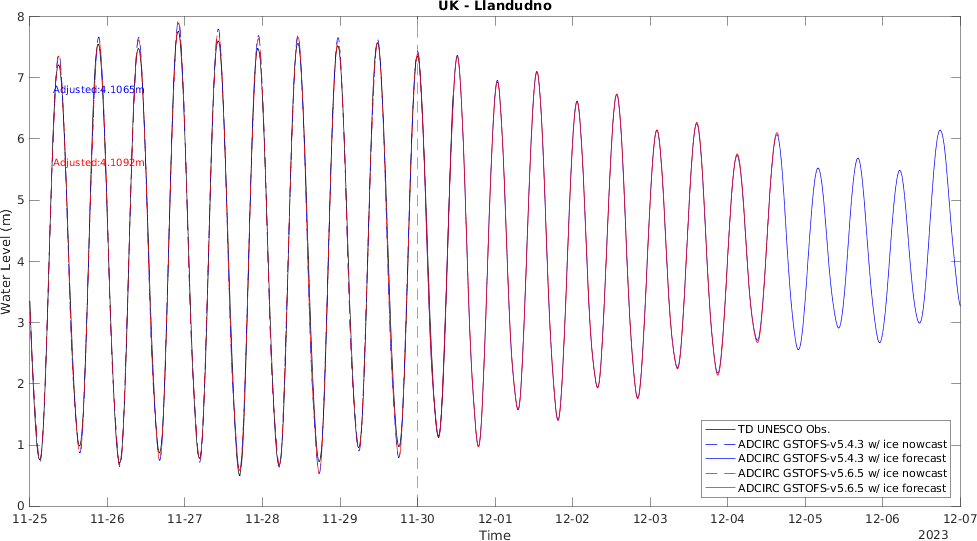 UK - Llandudno
8
7
6
5
4
3
2
1
0
Water Level (m)
Adjusted:4.1065m
Adjusted:4.1092m
TD UNESCO Obs.
ADCIRC GSTOFS-v5.4.3 w/ ice nowcast
ADCIRC GSTOFS-v5.4.3 w/ ice forecast
ADCIRC GSTOFS-v5.6.5 w/ ice nowcast
ADCIRC GSTOFS-v5.6.5 w/ ice forecast
11-25 11-26 11-27 11-28 11-29 11-30 12-01 12-02 12-03 12-04 12-05 12-06 12-07
Time
2023